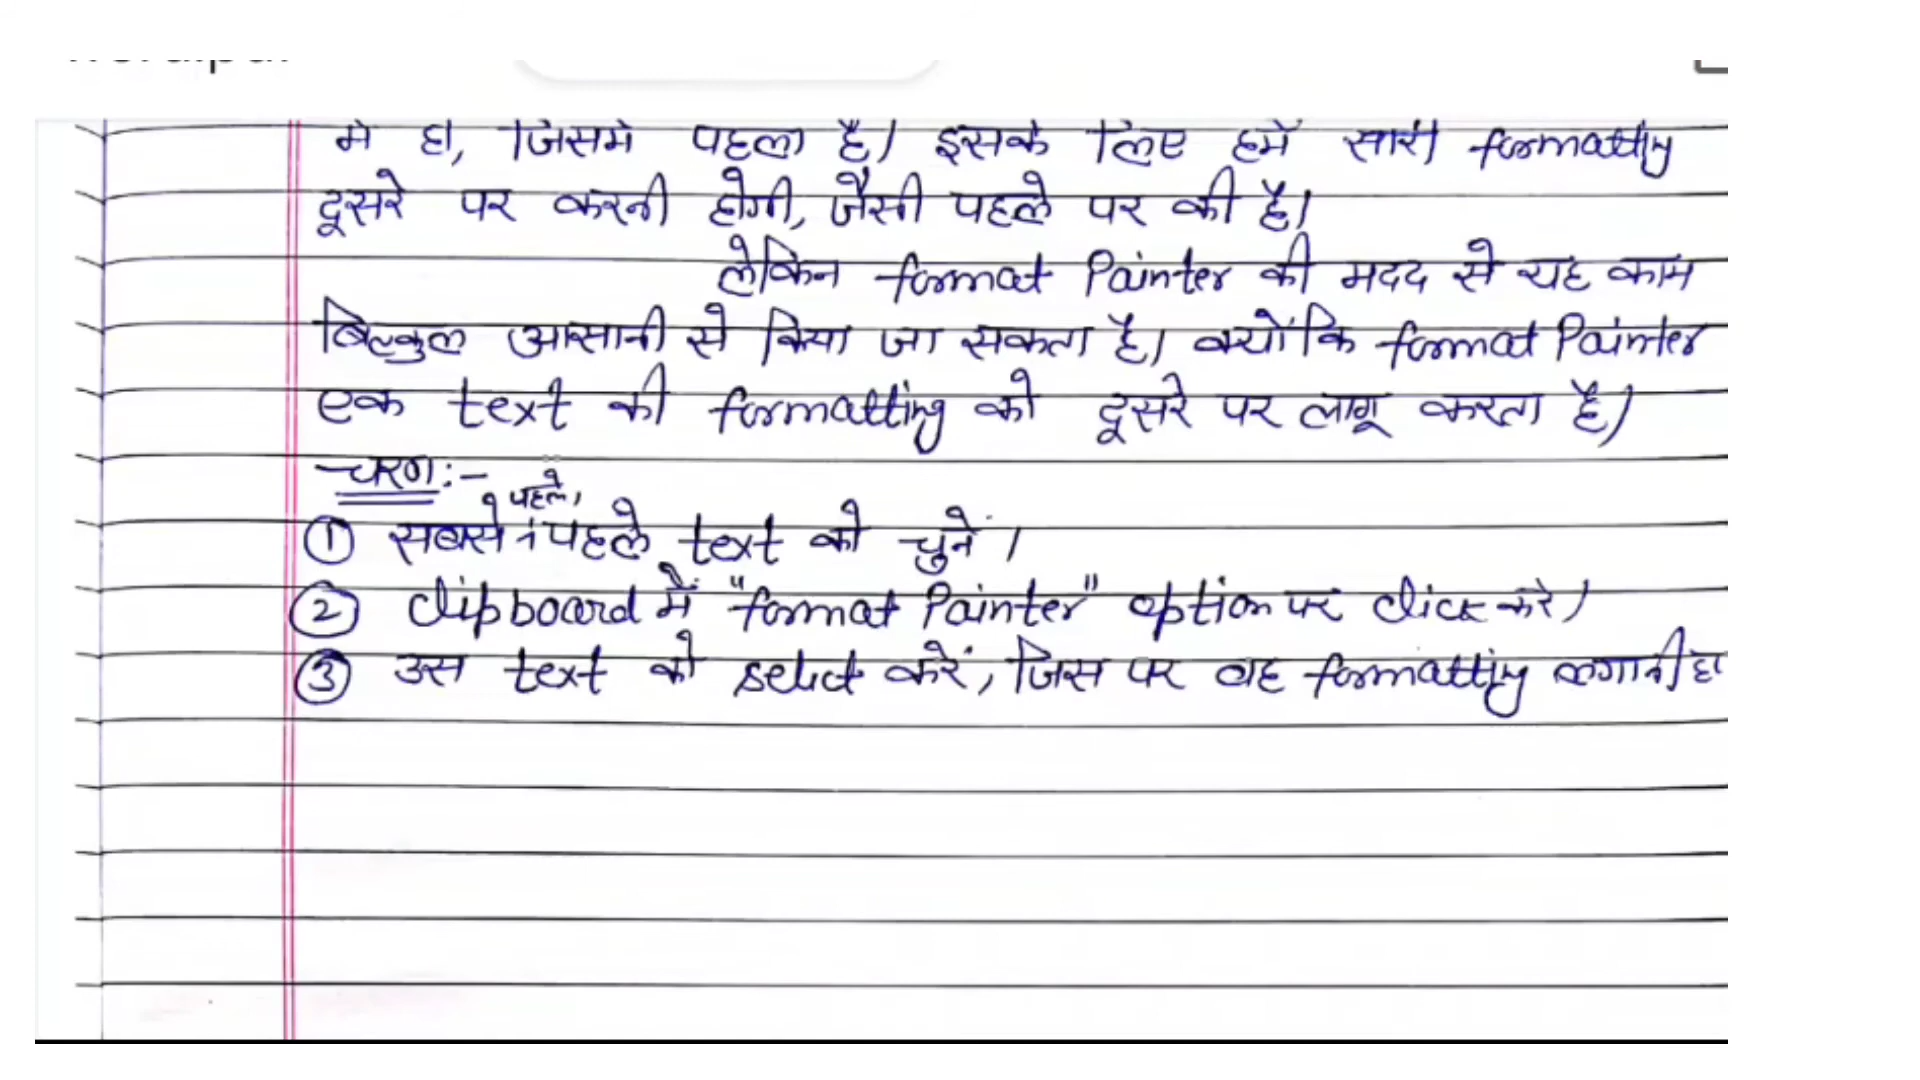 मे हो, जिसमे पहला है। इसके लिए हमें सारी formatting
दूसरे पर करनी होगी, जैसी पहले पर की है।
लेकिन format Painter की मदद से यह काम
बिल्कुल आसानी से किया जा सकता है। क्योंकि format Painter
एक text की formatting को दूसरे पर लागू करता है।
चरण:-
पहले,
① सबसे पहले text को चुनें।
② clipboard में "format Painter" option पर click करे।
③ उस text को select करें, जिस पर वह formatting लगानी हो